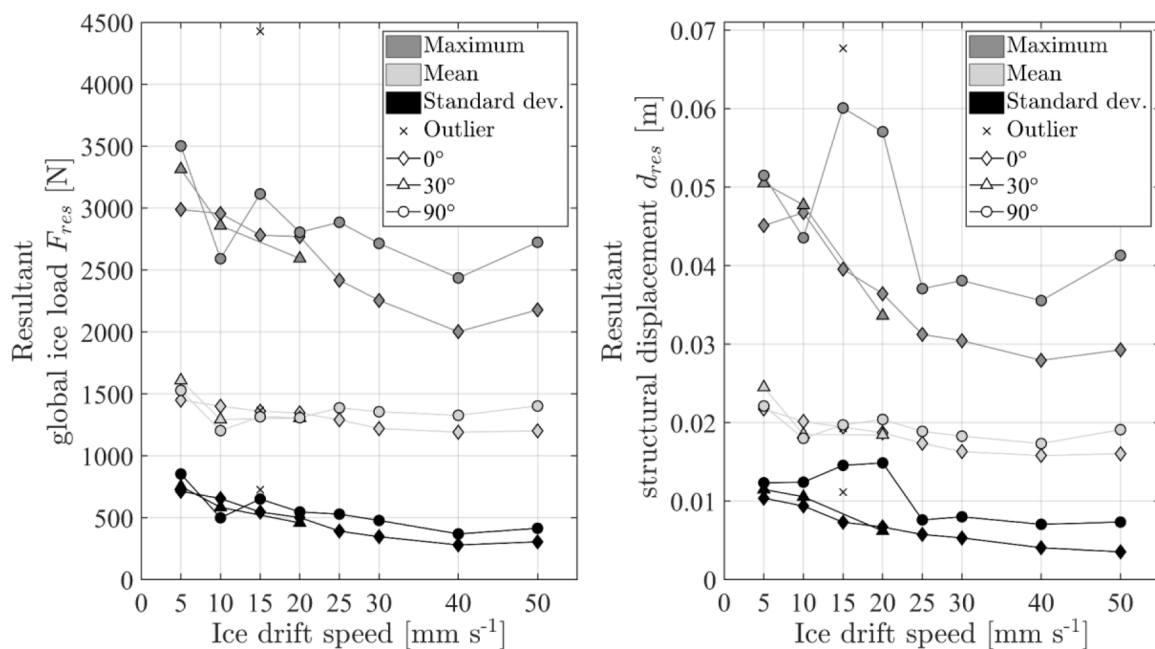 Resultant
global ice load F_res [N]
4500
4000
3500
3000
2500
2000
1500
1000
500
0
Maximum
Mean
Standard dev.
Outlier
0°
30°
90°
0 5 10 15 20 25 30 40 50
Ice drift speed [mm s⁻¹]
Resultant
structural displacement d_res [m]
0.07
0.06
0.05
0.04
0.03
0.02
0.01
0
Maximum
Mean
Standard dev.
Outlier
0°
30°
90°
0 5 10 15 20 25 30 40 50
Ice drift speed [mm s⁻¹]